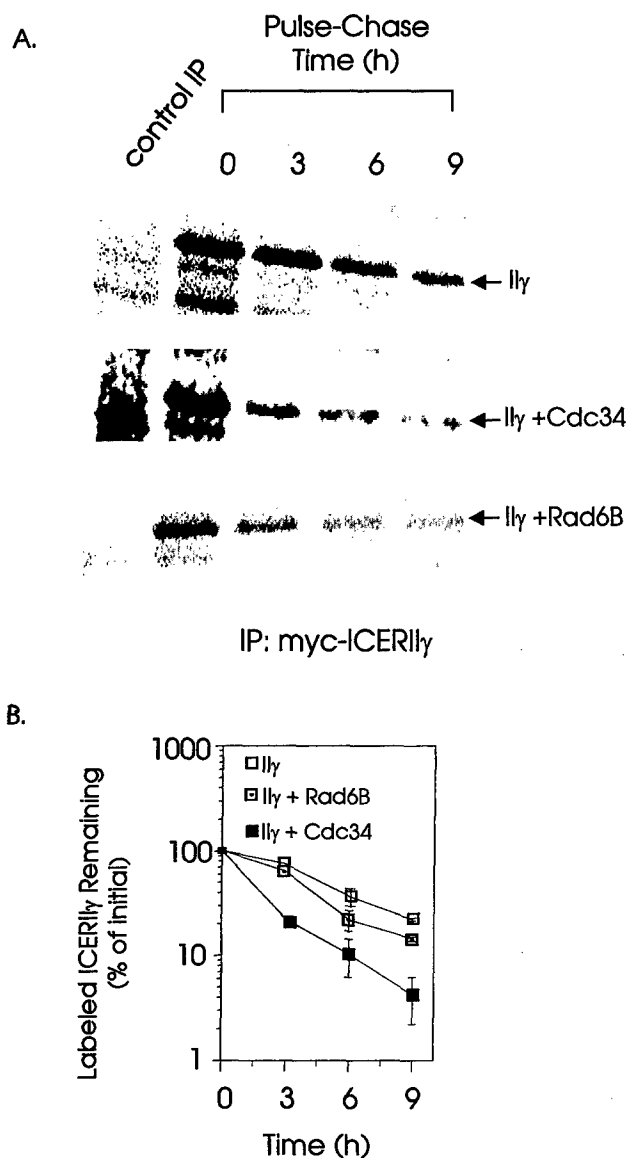 A.
Pulse-Chase
Time (h)
control IP
0 3 6 9
IIγ
IIγ +Cdc34
IIγ +Rad6B
IP: myc-ICERIIγ
B.
Labeled ICERIIγ Remaining
(% of initial)
1000
100
10
1
IIγ
IIγ + Rad6B
IIγ + Cdc34
0 3 6 9
Time (h)